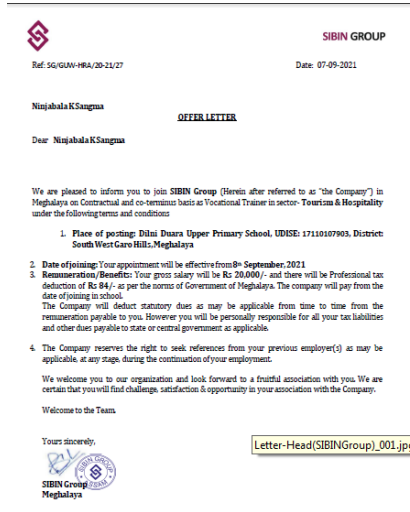 SIBIN GROUP
Ref: SG/GUW-HRA/20-21/27 Date: 07-09-2021
Ninjabala K Sangma
OFFER LETTER
Dear Ninjabala K Sangma
We are pleased to inform you to join SIBIN Group (Herein after referred to as "the Company") in
Meghalaya on Contractual and co-terminus basis as Vocational Trainer in sector- Tourism & Hospitality
under the following terms and conditions
1. Place of posting: Dilni Duara Upper Primary School, UDISE: 17110107903, District:
South West Garo Hills, Meghalaya
2. Date of joining: Your appointment will be effective from 8th September, 2021
3. Remuneration/Benefits: Your gross salary will be Rs 20,000/- and there will be Professional tax
deduction of Rs 84/- as per the norms of Government of Meghalaya. The company will pay from the
date of joining in school.
The Company will deduct statutory dues as may be applicable from time to time from the
remuneration payable to you. However you will be personally responsible for all your tax liabilities
and other dues payable to state or central government as applicable.
4. The Company reserves the right to seek references from your previous employer(s) as may be
applicable, at any stage, during the continuation of your employment.
We welcome you to our organization and look forward to a fruitful association with you. We are
certain that you will find challenge, satisfaction & opportunity in your association with the Company.
Welcome to the Team.
Yours sincerely,
Letter-Head(SIBINGroup)_001.jpg
SIBIN GROUP
SIBIN Group
Meghalaya